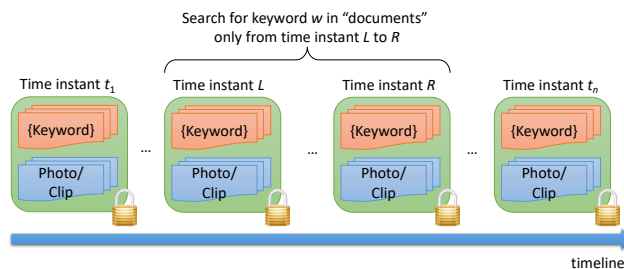 Search for keyword w in “documents”
only from time instant L to R
Time instant t1
Time instant L
Time instant R
Time instant tn
{Keyword}
{Keyword}
{Keyword}
{Keyword}
...
...
...
Photo/
Clip
Photo/
Clip
Photo/
Clip
Photo/
Clip
timeline